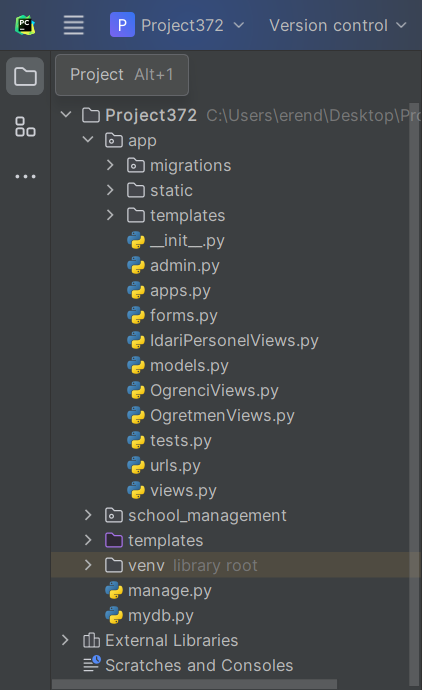 PC P Project372 Version control
Project Alt+1
Project372 C:\Users\erend\Desktop\Pro
app
migrations
static
templates
__init__.py
admin.py
apps.py
forms.py
IdariPersonelViews.py
models.py
OgrenciViews.py
OgretmenViews.py
tests.py
urls.py
views.py
school_management
templates
venv library root
manage.py
mydb.py
External Libraries
Scratches and Consoles